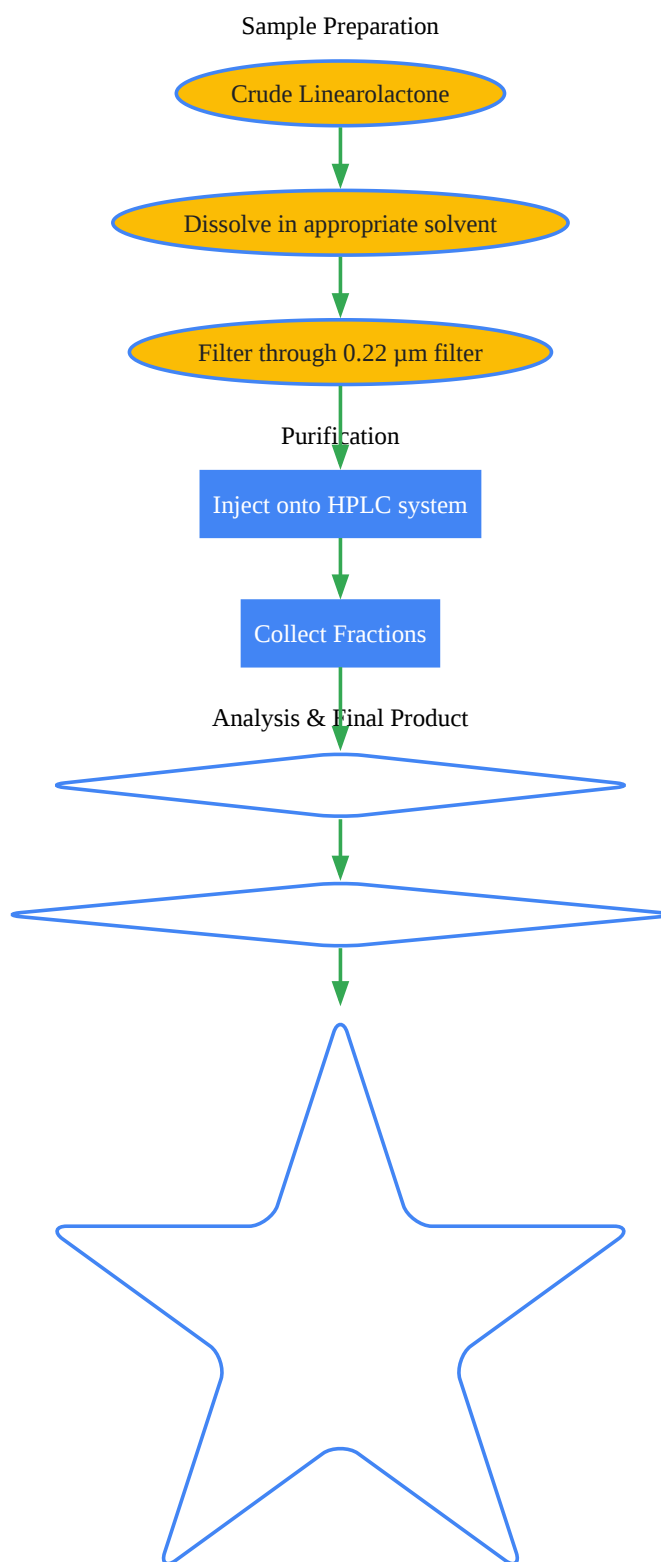 Sample Preparation
Crude Linearolactone
Dissolve in appropriate solvent
Filter through 0.22 µm filter
Purification
Inject onto HPLC system
Collect Fractions
Analysis & Final Product